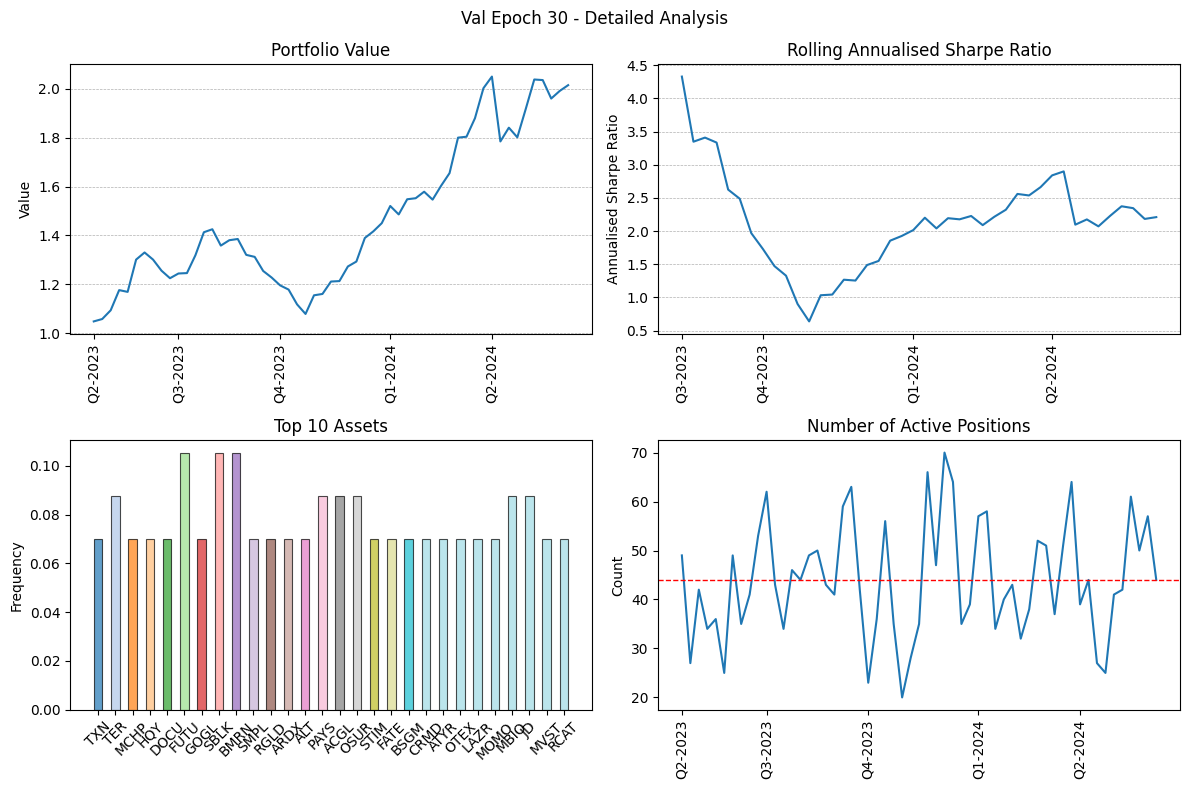 Val Epoch 30 - Detailed Analysis
Portfolio Value
Value
2.0
1.8
1.6
1.4
1.2
1.0
Q2-2023
Q3-2023
Q4-2023
Q1-2024
Q2-2024
Rolling Annualised Sharpe Ratio
Annualised Sharpe Ratio
4.5
4.0
3.5
3.0
2.5
2.0
1.5
1.0
0.5
Q3-2023
Q4-2023
Q1-2024
Q2-2024
Top 10 Assets
Frequency
0.10
0.08
0.06
0.04
0.02
0.00
TXN
TER
MCHP
HQY
DOCU
FUTU
GOGL
SBLK
BMRN
SMPL
RGLD
ARDX
ALT
PAYS
ACGL
OSUR
STIM
FATE
BSGM
CRMD
ATYR
OTEX
LAZR
MOMO
MBIO
JD
MVST
RCAT
Number of Active Positions
Count
70
60
50
40
30
20
Q2-2023
Q3-2023
Q4-2023
Q1-2024
Q2-2024